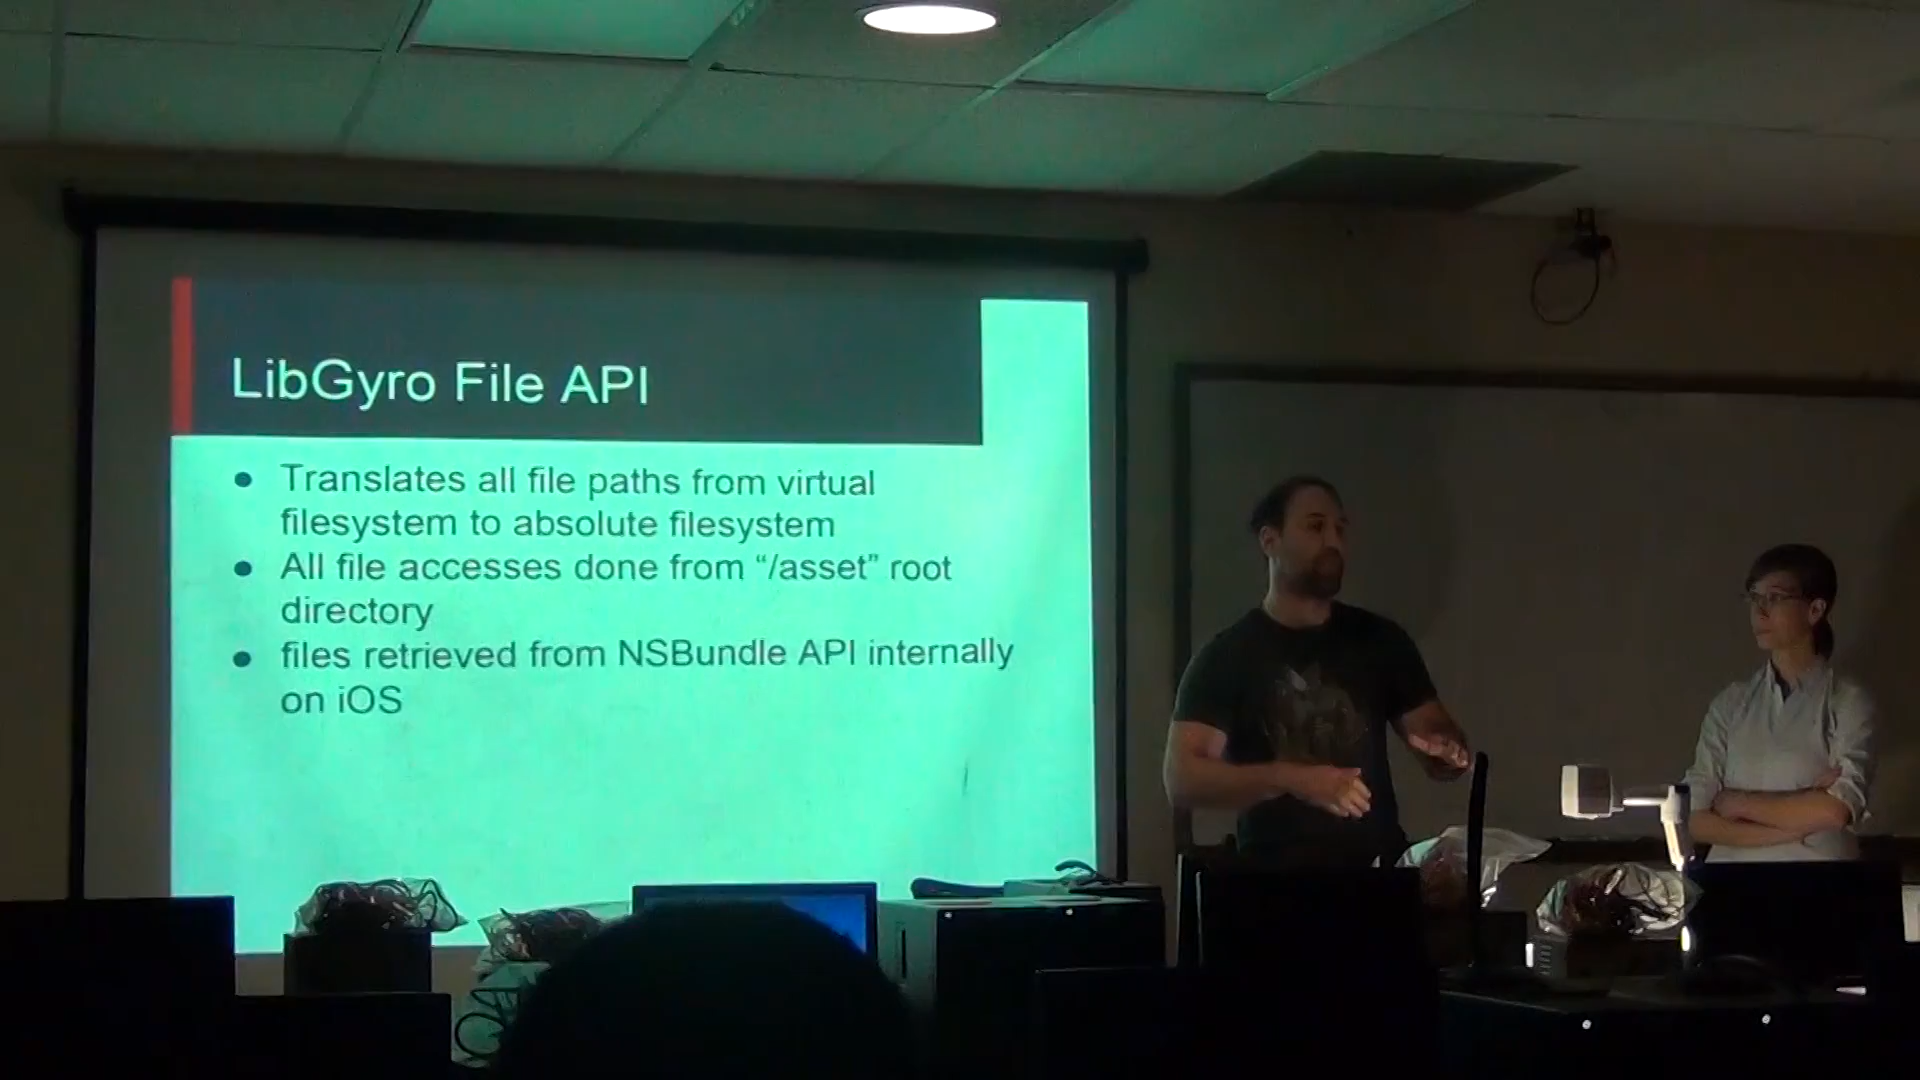 LibGyro File API
● Translates all file paths from virtual
filesystem to absolute filesystem
● All file accesses done from “/asset” root
directory
● files retrieved from NSBundle API internally
on iOS